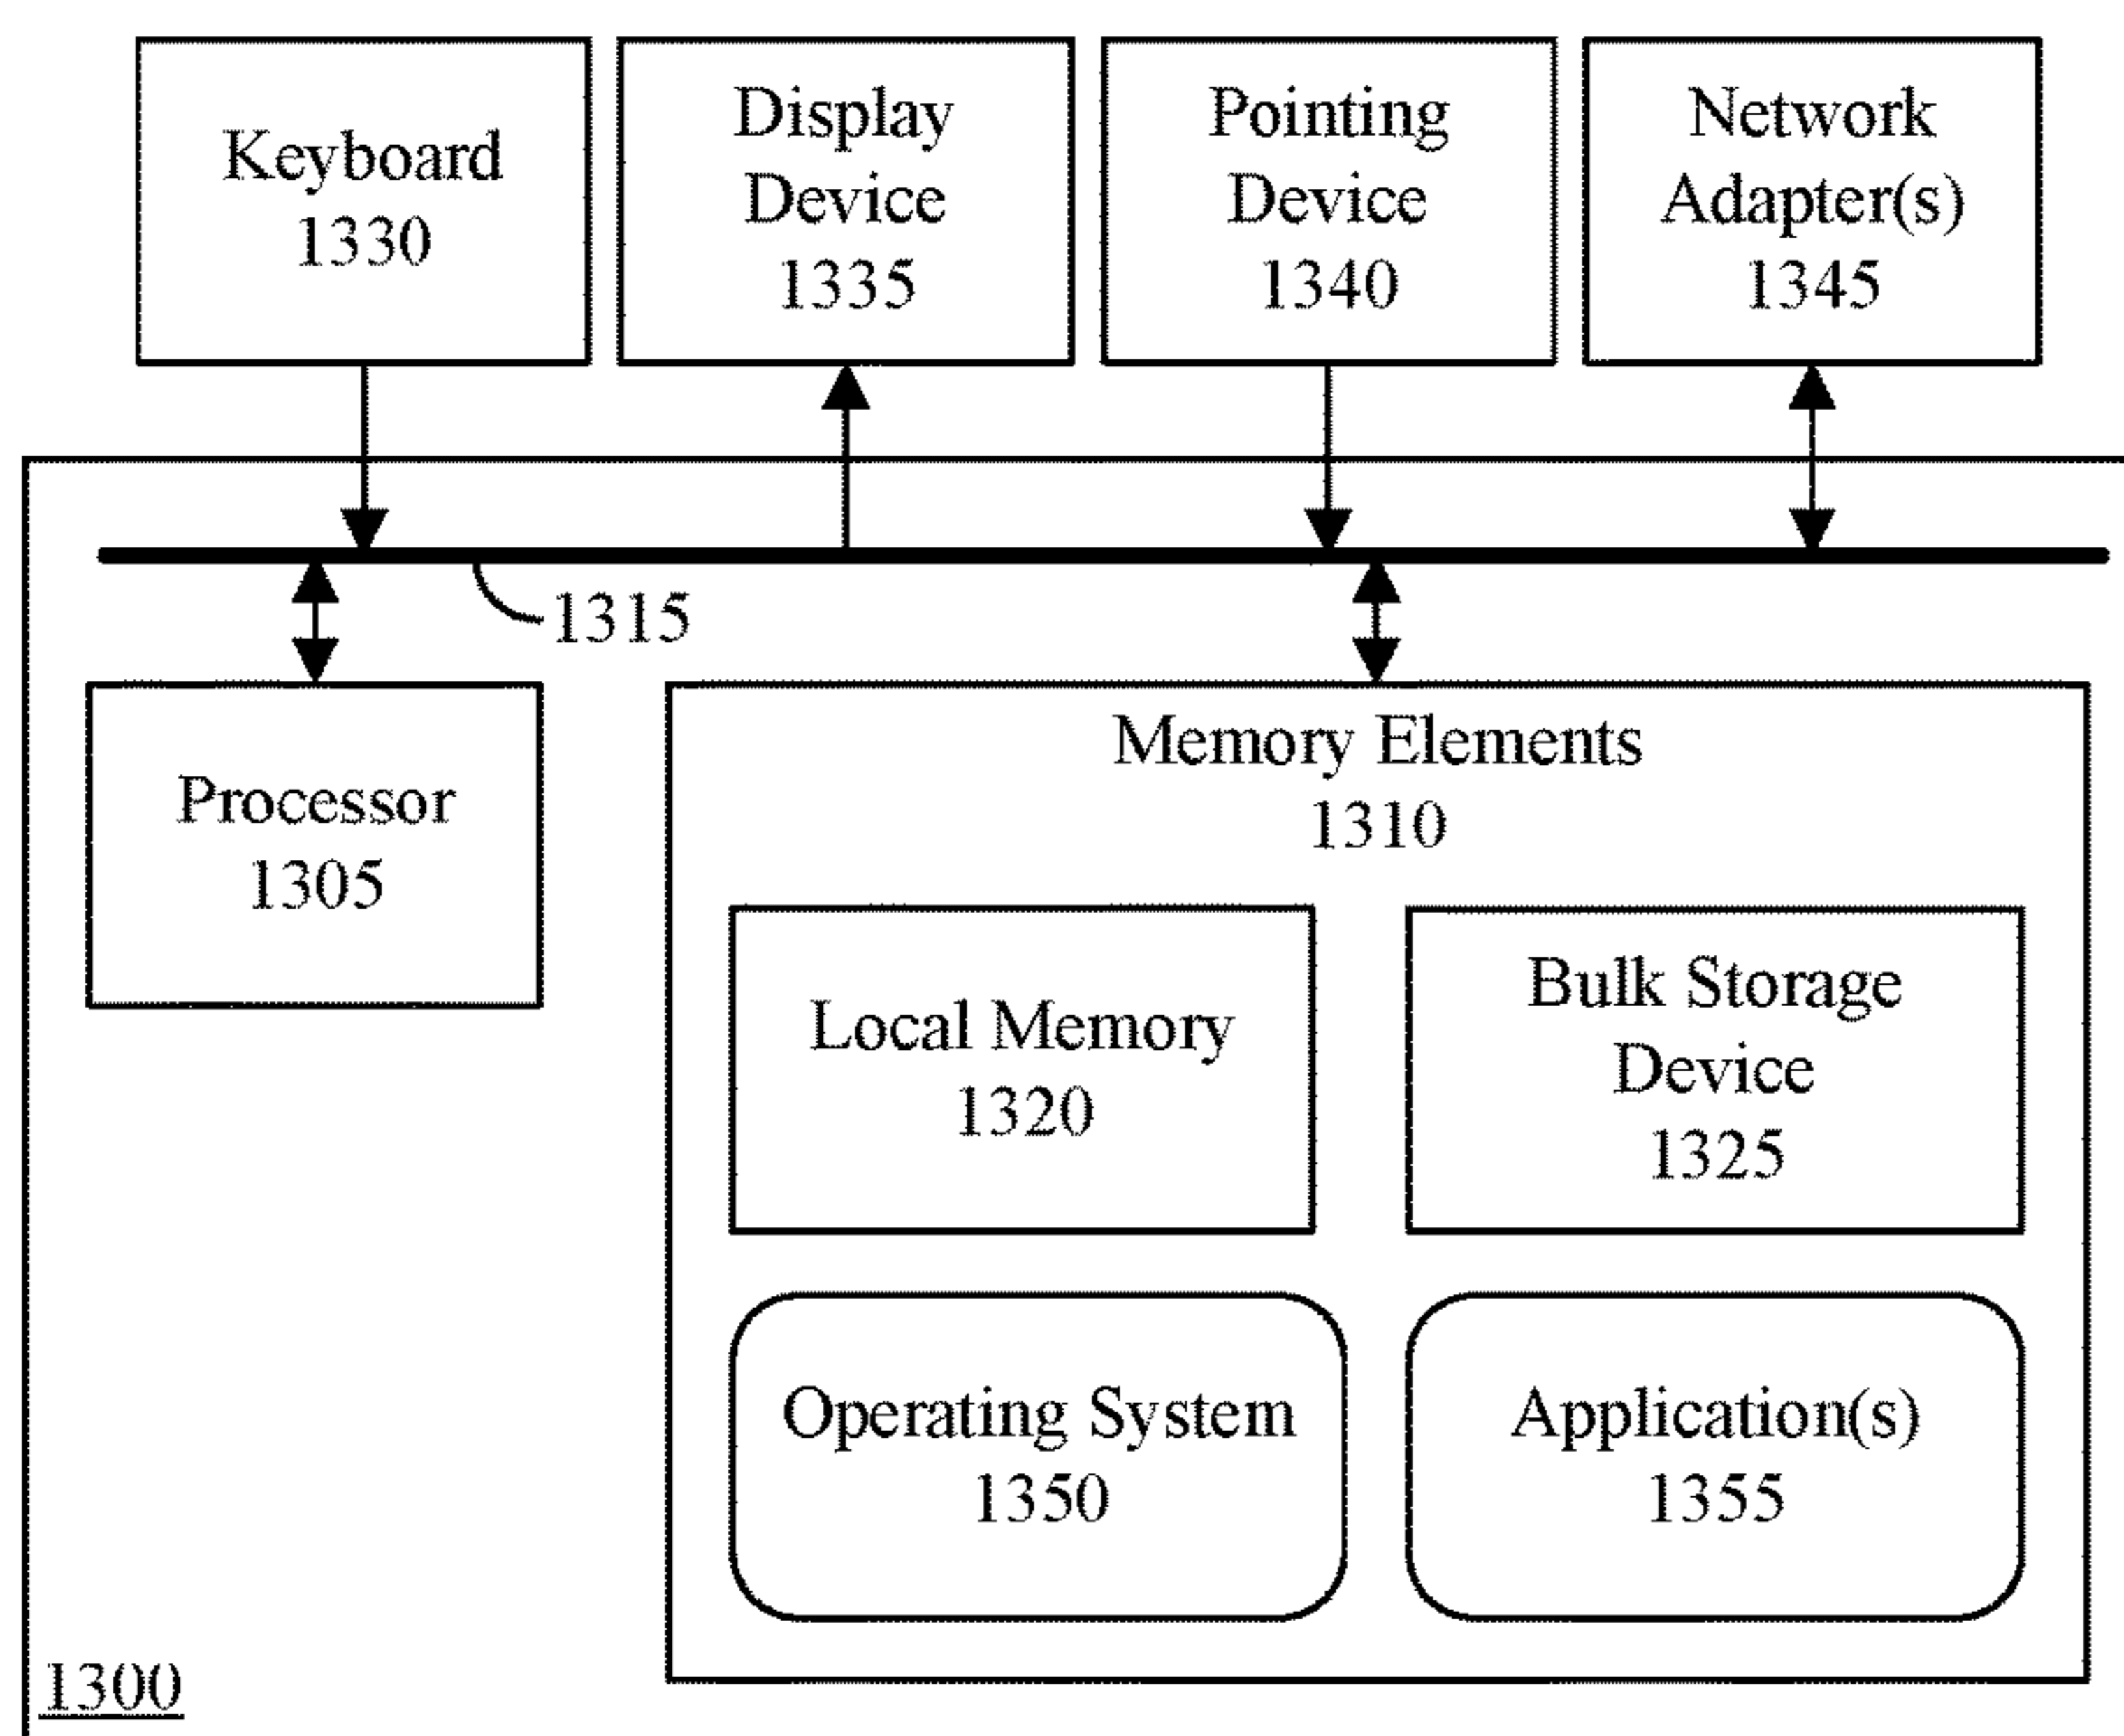 Keyboard
1330
Display
Device
1335
Pointing
Device
1340
Network
Adapter(s)
1345
1315
Processor
1305
Memory Elements
1310
Local Memory
1320
Bulk Storage
Device
1325
Operating System
1350
Application(s)
1355
1300